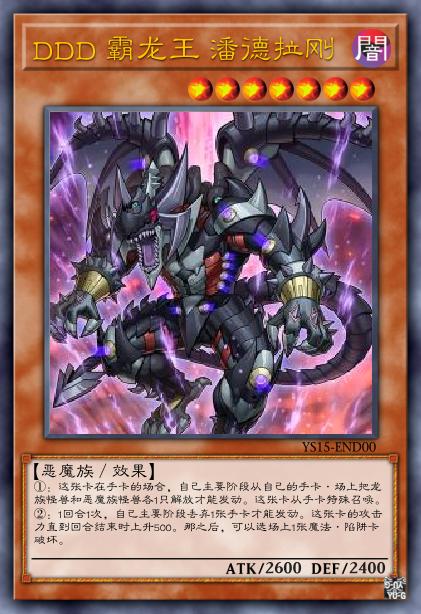 DDD 霸龙王 潘德拉刚
闇
YS15-END00
【恶魔族／效果】
①：这张卡在手卡的场合，自己主要阶段从自己的手卡·场上把龙
族怪兽和恶魔族怪兽各1只解放才能发动。这张卡从手卡特殊召唤。
②：1回合1次，自己主要阶段去弃1张手卡才能发动。这张卡的攻击
力直到回合结束时上升500。那之后，可以选场上1张魔法·陷阱卡
破坏。
ATK/2600 DEF/2400